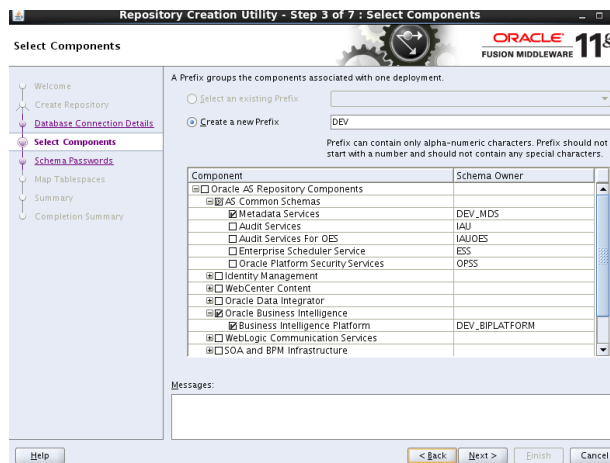 Repository Creation Utility - Step 3 of 7 : Select Components
Select Components
ORACLE
FUSION MIDDLEWARE
11g
Welcome
Create Repository
Database Connection Details
Select Components
Schema Passwords
Map Tablespaces
Summary
Completion Summary
A Prefix groups the components associated with one deployment.
Select an existing Prefix
Create a new Prefix
DEV
Prefix can contain only alpha-numeric characters. Prefix should not
start with a number and should not contain any special characters.
Component Schema Owner
Oracle AS Repository Components
AS Common Schemas
Metadata Services DEV_MDS
Audit Services IAU
Audit Services For OES IAUOES
Enterprise Scheduler Service ESS
Oracle Platform Security Services OPSS
Identity Management
WebCenter Content
Oracle Data Integrator
Oracle Business Intelligence
Business Intelligence Platform DEV_BIPLATFORM
WebLogic Communication Services
SOA and BPM Infrastructure
Messages:
Help
< Back
Next >
Finish
Cancel